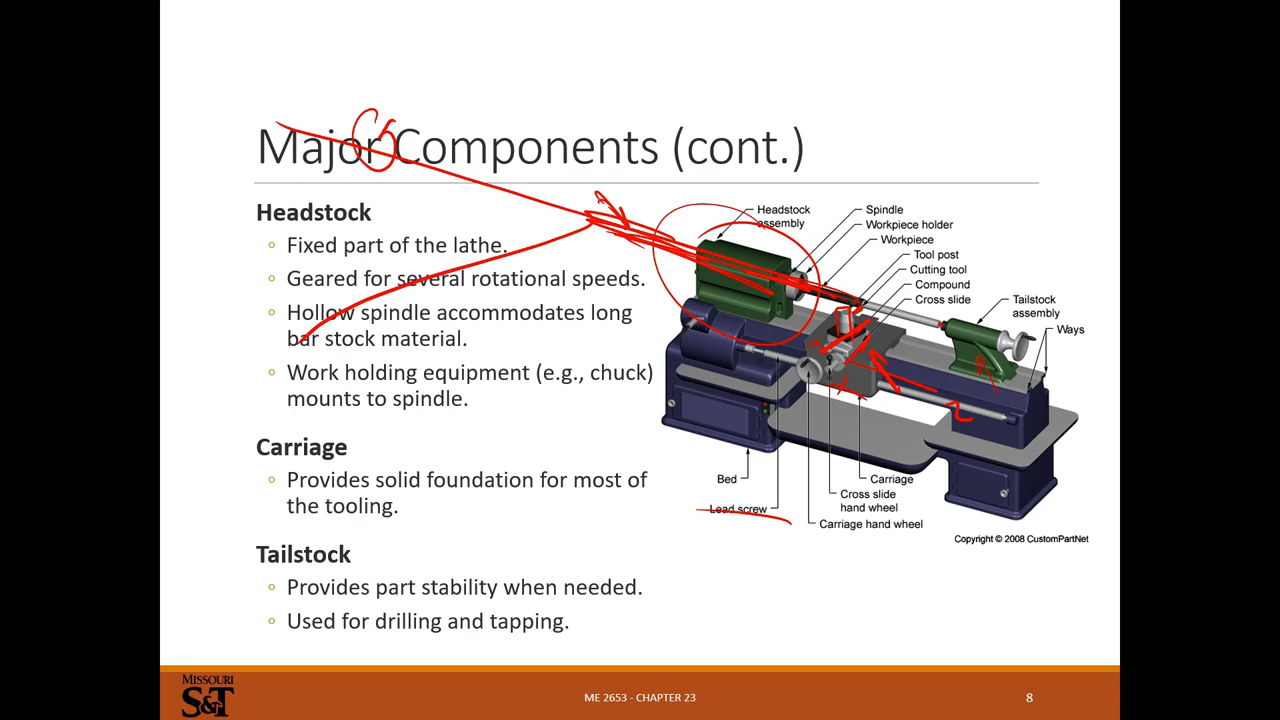 Major Components (cont.)
Headstock
◦ Fixed part of the lathe.
◦ Geared for several rotational speeds.
◦ Hollow spindle accommodates long
bar stock material.
◦ Work holding equipment (e.g., chuck)
mounts to spindle.
Carriage
◦ Provides solid foundation for most of
the tooling.
Tailstock
◦ Provides part stability when needed.
◦ Used for drilling and tapping.
Headstock
assembly
Spindle
Workpiece holder
Workpiece
Tool post
Cutting tool
Compound
Cross slide
Tailstock
assembly
Ways
Bed
Lead screw
Carriage
Cross slide
hand wheel
Carriage hand wheel
Copyright © 2008 CustomPartNet
MISSOURI
S&T
ME 2653 - CHAPTER 23
8